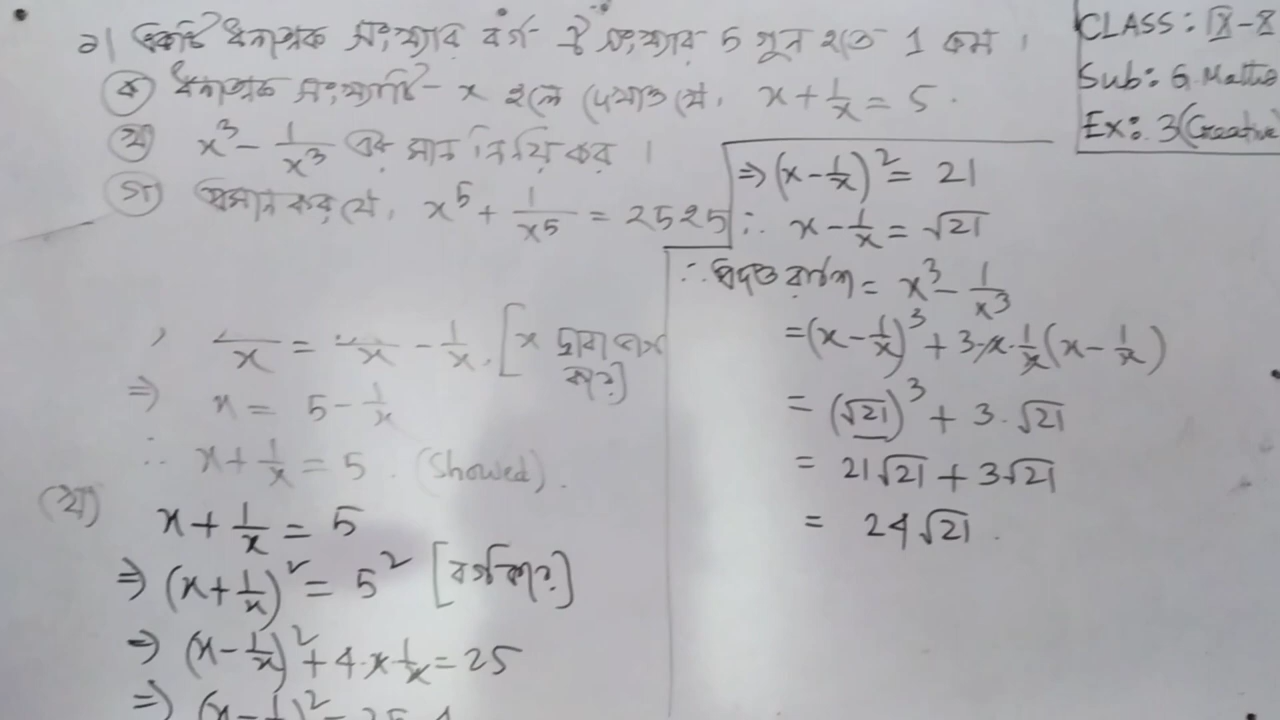 ৩। একটি ধনাত্মক সংখ্যার বর্গ ঐ সংখ্যার 5 গুন হতে 1 কম।
(ক) ধনাত্মক সংখ্যাটি x হলে দেখাও যে, x + 1/x = 5.
(খ) x³ - 1/x³ এর মান নির্ণয় কর।
(গ) প্রমান কর যে, x⁵ + 1/x⁵ = 2525
[x দ্বারা ভাগ করে]
⇒ x = 5 - 1/x
∴ x + 1/x = 5. (Showed).
(খ) x + 1/x = 5
⇒ (x + 1/x)² = 5² [বর্গ করে]
⇒ (x - 1/x)² + 4·x·1/x = 25
CLASS: IX-X
Sub: G. Maths
Ex: 3(Creative)
⇒ (x - 1/x)² = 21
∴ x - 1/x = √21
∴ প্রদত্ত রাশি = x³ - 1/x³
= (x - 1/x)³ + 3·x·1/x(x - 1/x)
= (√21)³ + 3·√21
= 21√21 + 3√21
= 24√21.